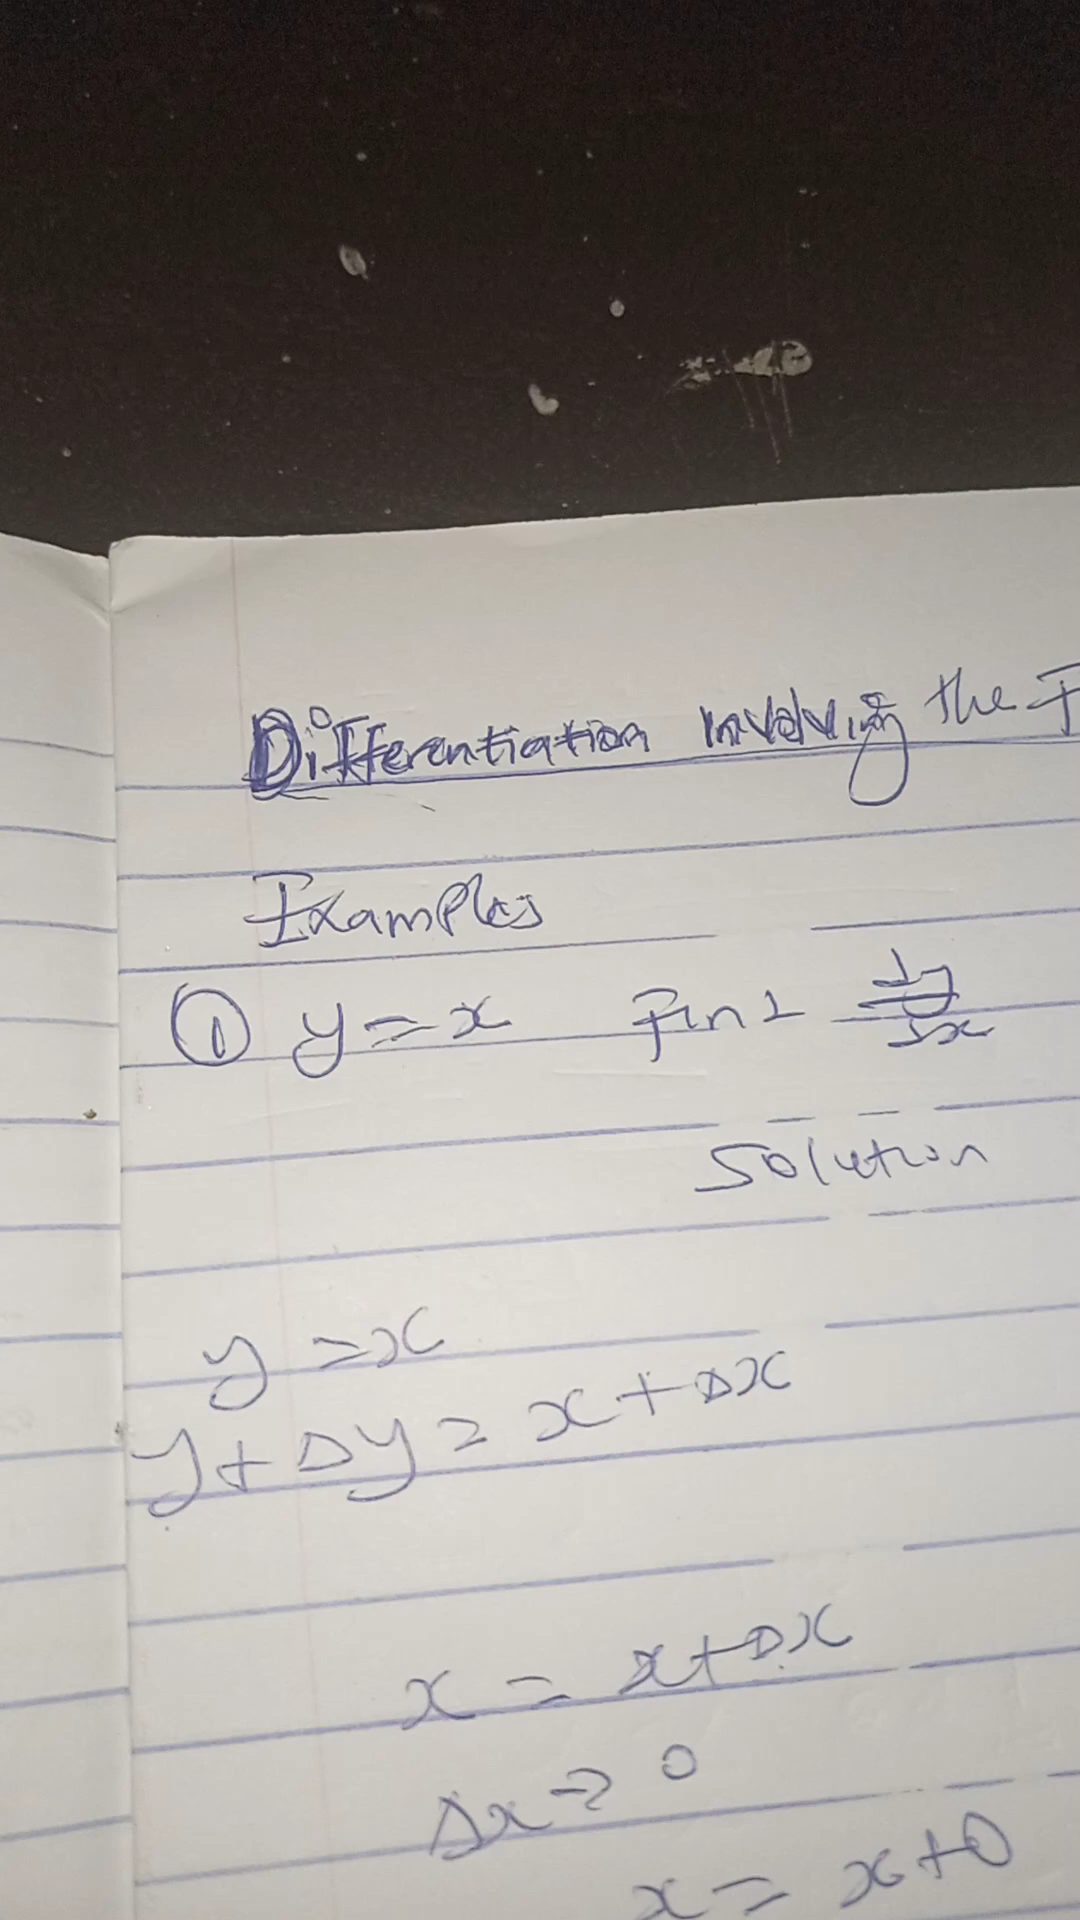 Differentiation involving the
Examples
① y = x Find dy/dx
Solution
y = x
y + Δy = x + Δx
x = x + Δx
Δx → 0
x = x + 0